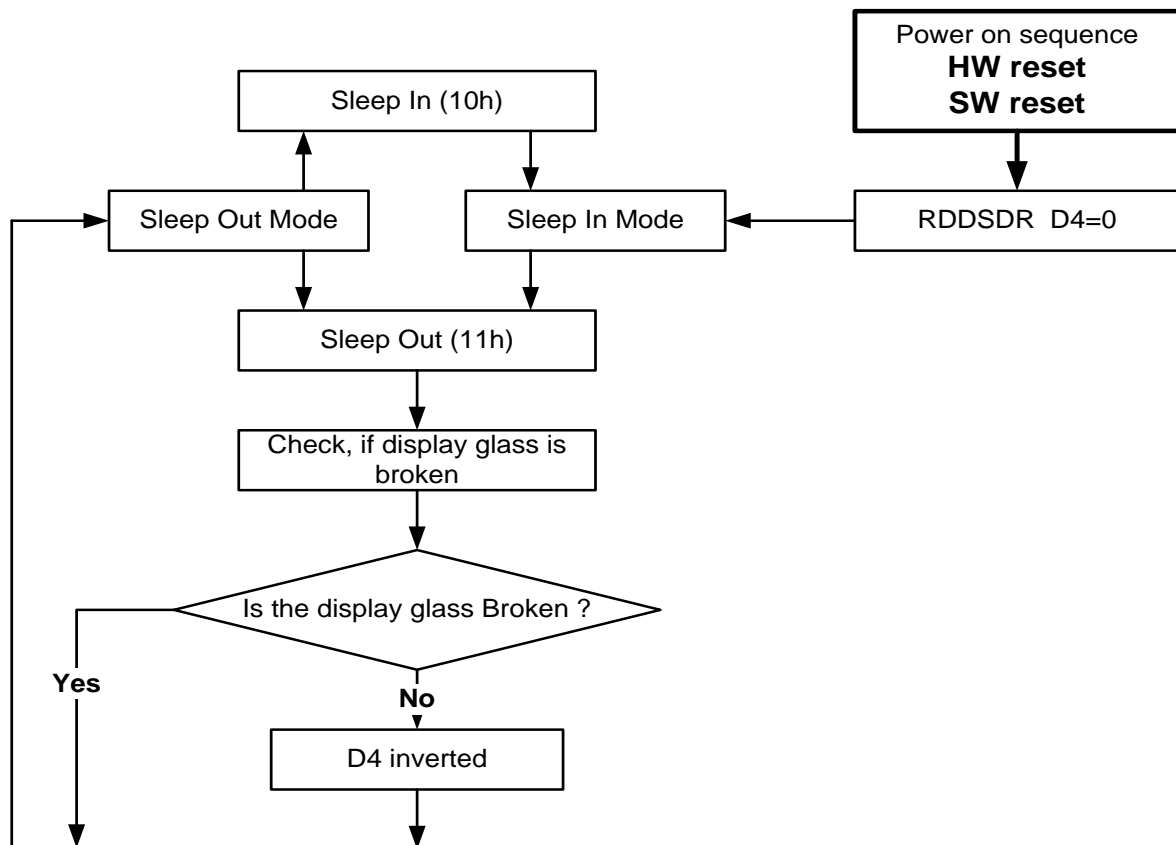 Power on sequence
HW reset
SW reset
Sleep In (10h)
Sleep Out Mode
Sleep In Mode
RDDSDR D4=0
Sleep Out (11h)
Check, if display glass is
broken
Is the display glass Broken ?
Yes
No
D4 inverted